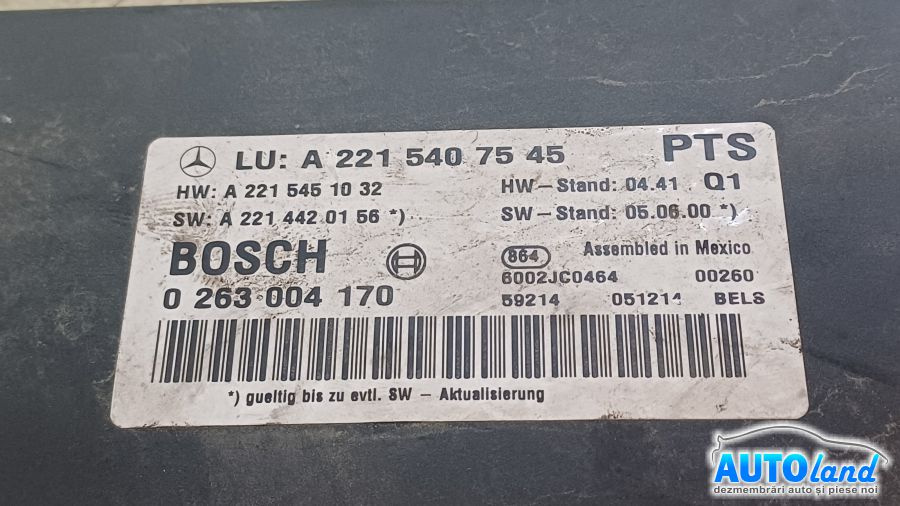 LU: A 221 540 75 45 PTS
HW: A 221 545 10 32 HW-Stand: 04.41 Q1
SW: A 221 442 01 56 *) SW-Stand: 05.06.00 *)
BOSCH 864 Assembled in Mexico
6002JC0464 00260
0 263 004 170 59214 051214 BELS
*) gueltig bis zu evtl. SW - Aktualisierung
AUTOland
dezmembrări auto și piese noi